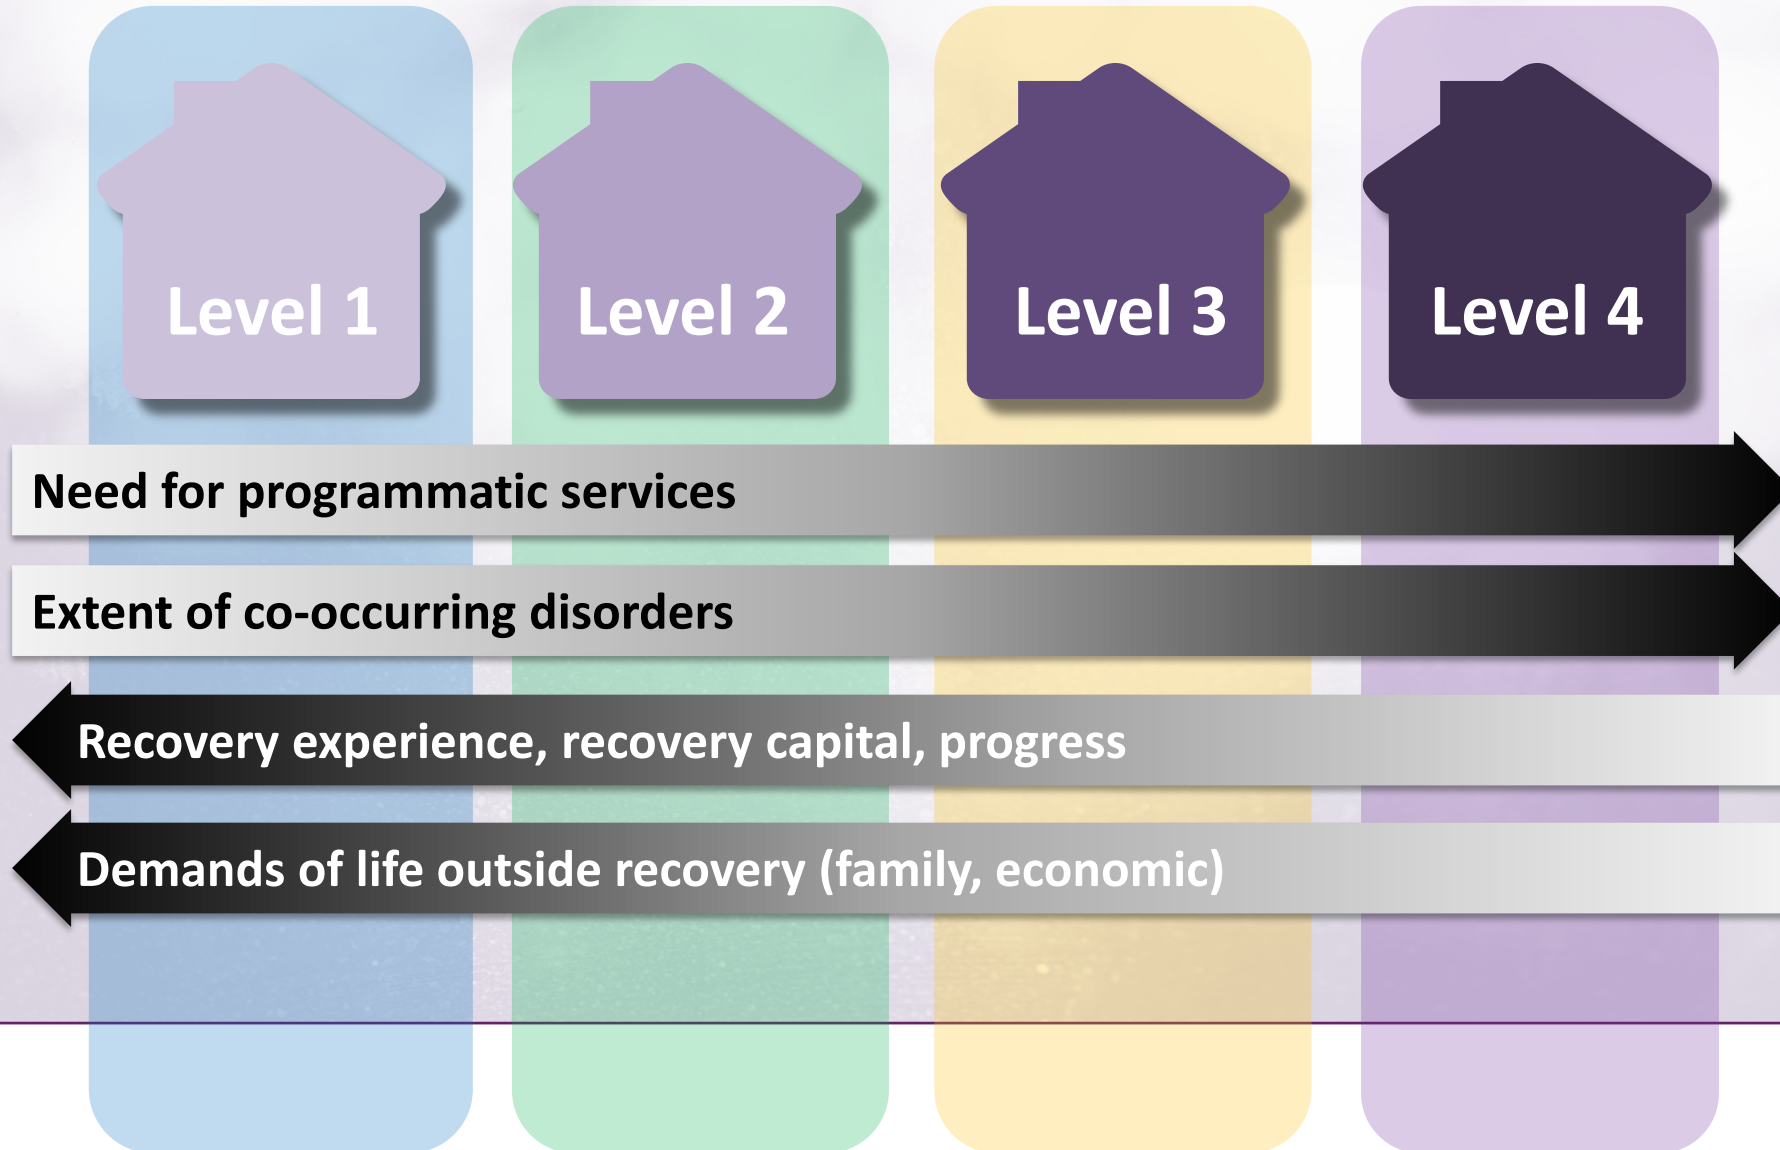 Level 1
Level 2
Level 3
Level 4
Need for programmatic services
Extent of co-occurring disorders
Recovery experience, recovery capital, progress
Demands of life outside recovery (family, economic)